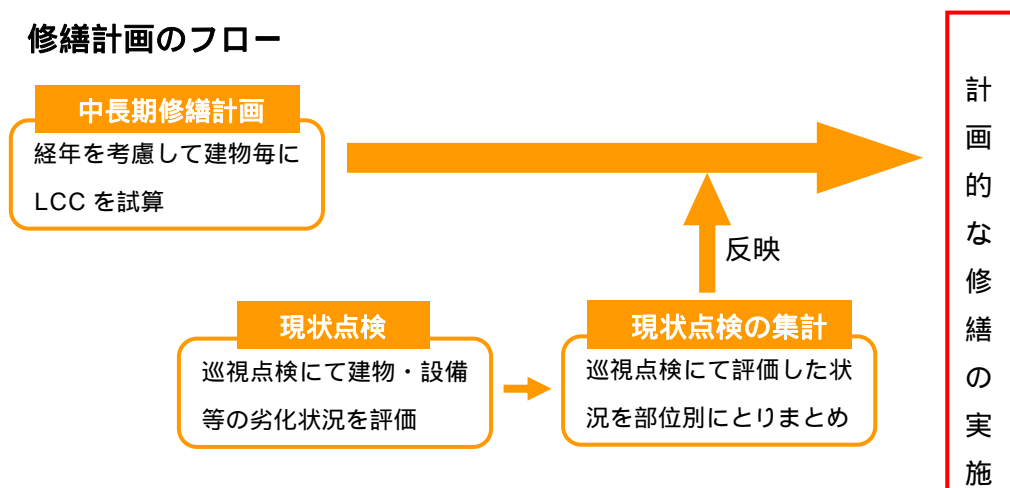 修繕計画のフロー
中長期修繕計画
経年を考慮して建物毎に
LCC を試算
反映
現状点検
巡視点検にて建物・設備
等の劣化状況を評価
現状点検の集計
巡視点検にて評価した状
況を部位別にとりまとめ
計画的な修繕の実施